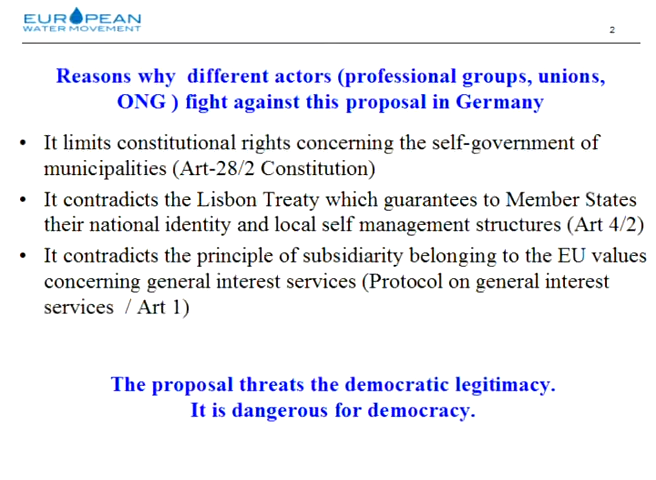 EUROPEAN
WATER MOVEMENT
2
Reasons why different actors (professional groups, unions,
ONG ) fight against this proposal in Germany
• It limits constitutional rights concerning the self-government of
municipalities (Art-28/2 Constitution)
• It contradicts the Lisbon Treaty which guarantees to Member States
their national identity and local self management structures (Art 4/2)
• It contradicts the principle of subsidiarity belonging to the EU values
concerning general interest services (Protocol on general interest
services / Art 1)
The proposal threats the democratic legitimacy.
It is dangerous for democracy.